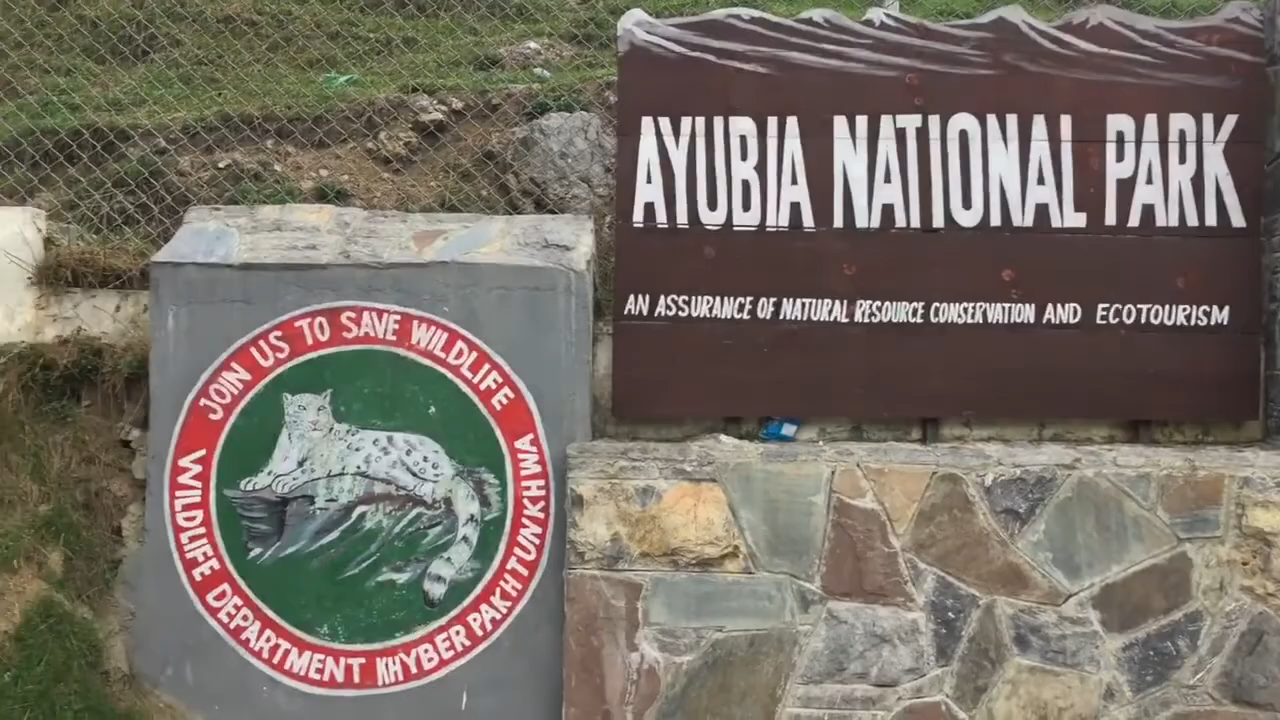 AYUBIA NATIONAL PARK
AN ASSURANCE OF NATURAL RESOURCE CONSERVATION AND ECOTOURISM
JOIN US TO SAVE WILDLIFE
WILDLIFE DEPARTMENT KHYBER PAKHTUNKHWA